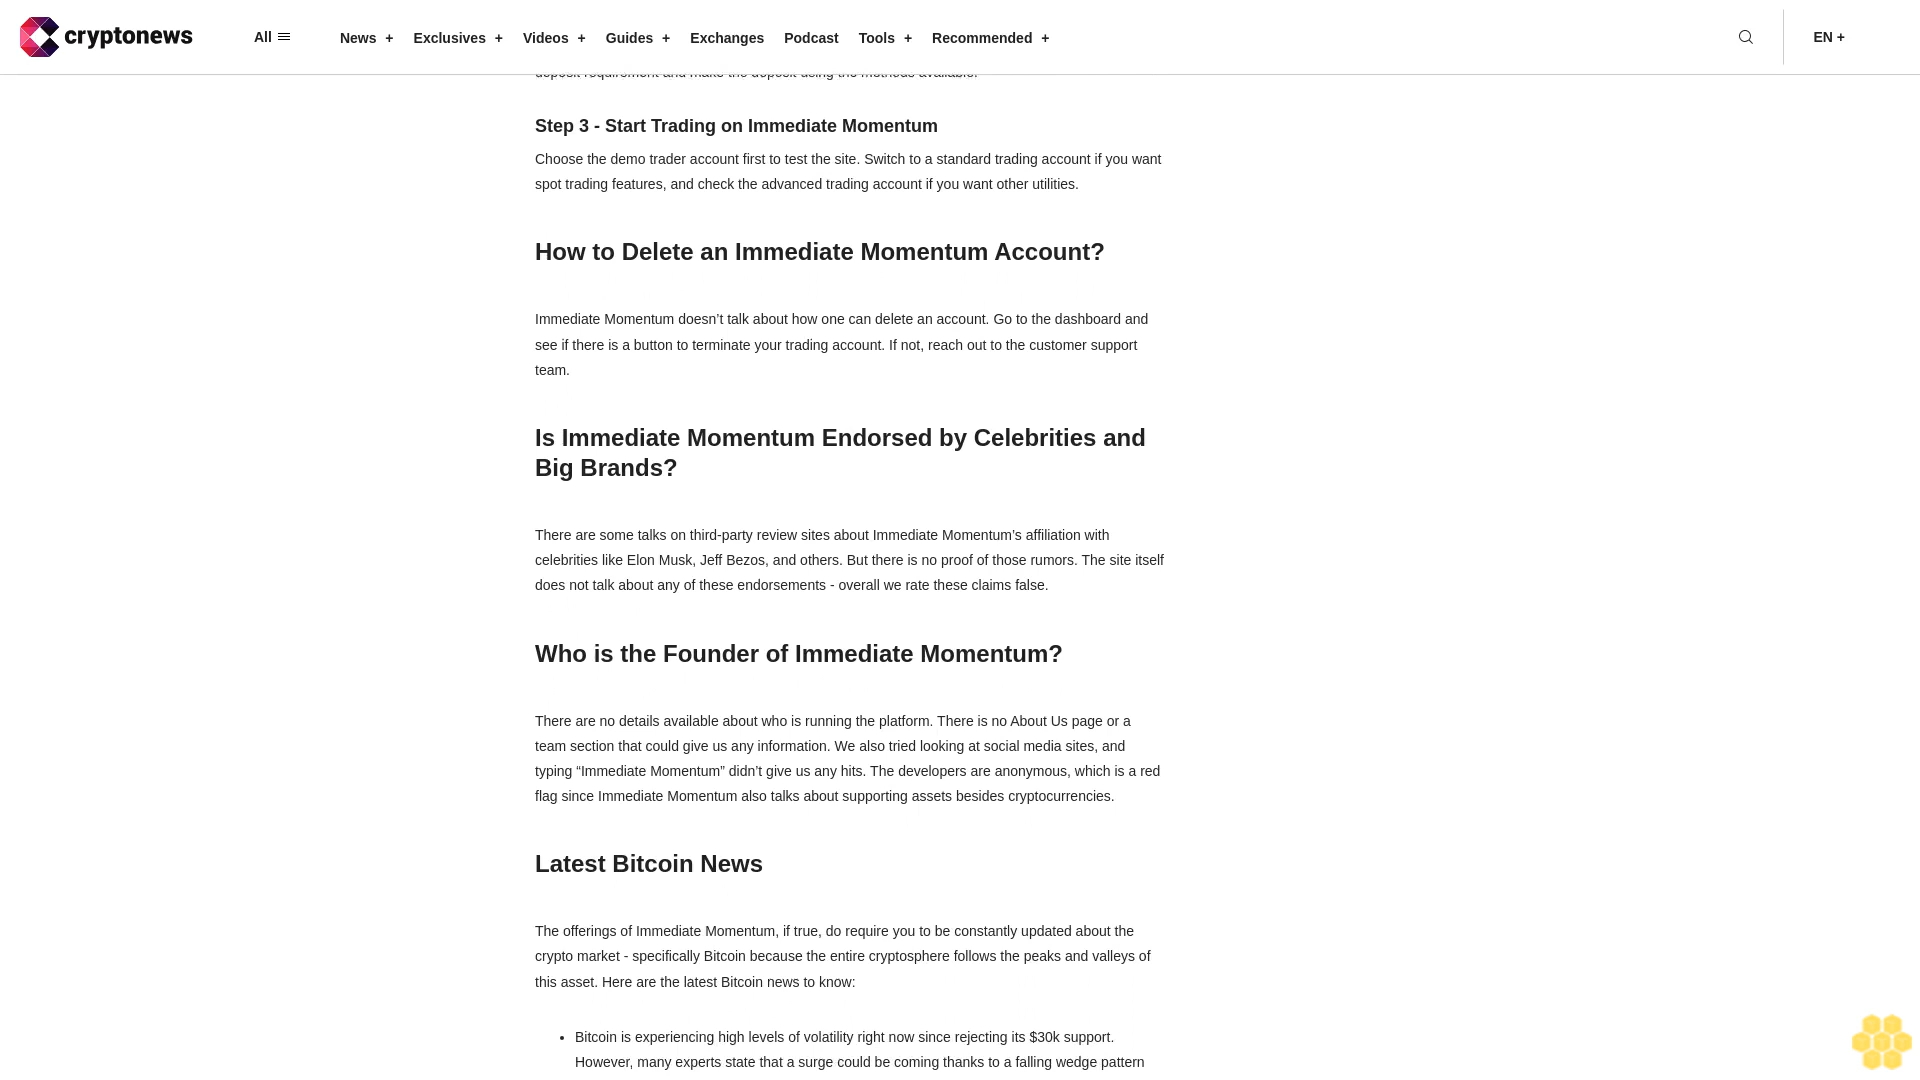 cryptonews
All
News +
Exclusives +
Videos +
Guides +
Exchanges
Podcast
Tools +
Recommended +
EN +
deposit requirement and make the deposit using the methods available.
Step 3 - Start Trading on Immediate Momentum
Choose the demo trader account first to test the site. Switch to a standard trading account if you want
spot trading features, and check the advanced trading account if you want other utilities.
How to Delete an Immediate Momentum Account?
Immediate Momentum doesn’t talk about how one can delete an account. Go to the dashboard and
see if there is a button to terminate your trading account. If not, reach out to the customer support
team.
Is Immediate Momentum Endorsed by Celebrities and
Big Brands?
There are some talks on third-party review sites about Immediate Momentum’s affiliation with
celebrities like Elon Musk, Jeff Bezos, and others. But there is no proof of those rumors. The site itself
does not talk about any of these endorsements - overall we rate these claims false.
Who is the Founder of Immediate Momentum?
There are no details available about who is running the platform. There is no About Us page or a
team section that could give us any information. We also tried looking at social media sites, and
typing “Immediate Momentum” didn’t give us any hits. The developers are anonymous, which is a red
flag since Immediate Momentum also talks about supporting assets besides cryptocurrencies.
Latest Bitcoin News
The offerings of Immediate Momentum, if true, do require you to be constantly updated about the
crypto market - specifically Bitcoin because the entire cryptosphere follows the peaks and valleys of
this asset. Here are the latest Bitcoin news to know:
• Bitcoin is experiencing high levels of volatility right now since rejecting its $30k support.
However, many experts state that a surge could be coming thanks to a falling wedge pattern